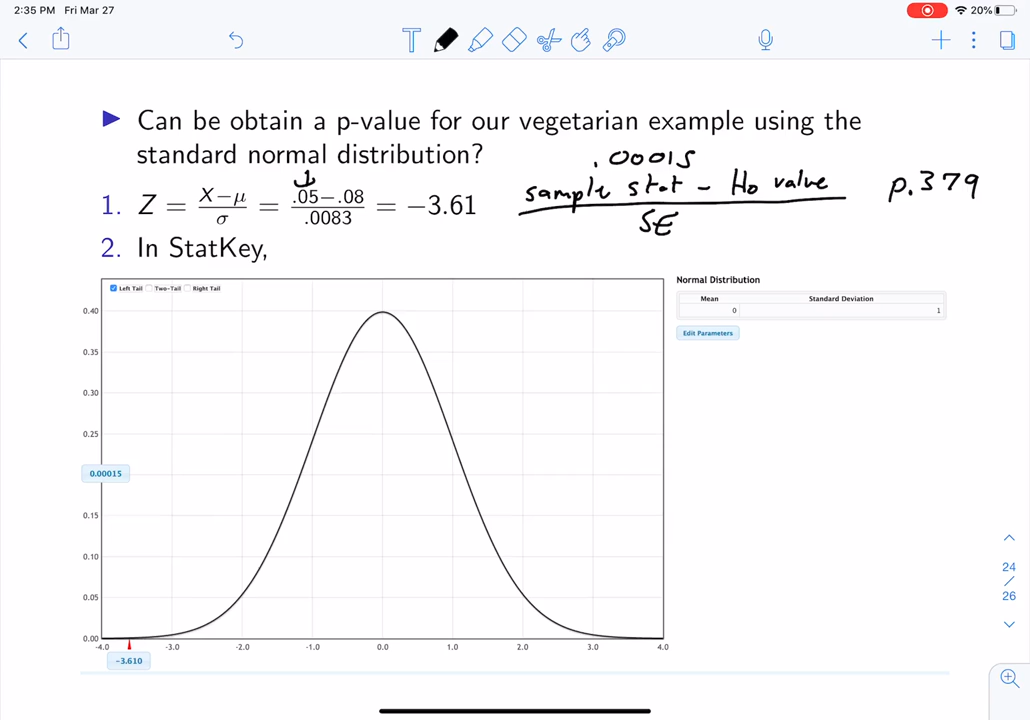 2:35 PM Fri Mar 27
20%
T
▶ Can be obtain a p-value for our vegetarian example using the
standard normal distribution?
.00015
1. Z = X−μ / σ = .05−.08 / .0083 = −3.61
sample stat - Ho value / SE
p.379
2. In StatKey,
Left Tail Two-Tail Right Tail
Normal Distribution
Mean Standard Deviation
0 1
Edit Parameters
0.40
0.35
0.30
0.25
0.00015
0.15
0.10
0.05
0.00
-4.0 -3.0 -2.0 -1.0 0.0 1.0 2.0 3.0 4.0
-3.610
24
/
26